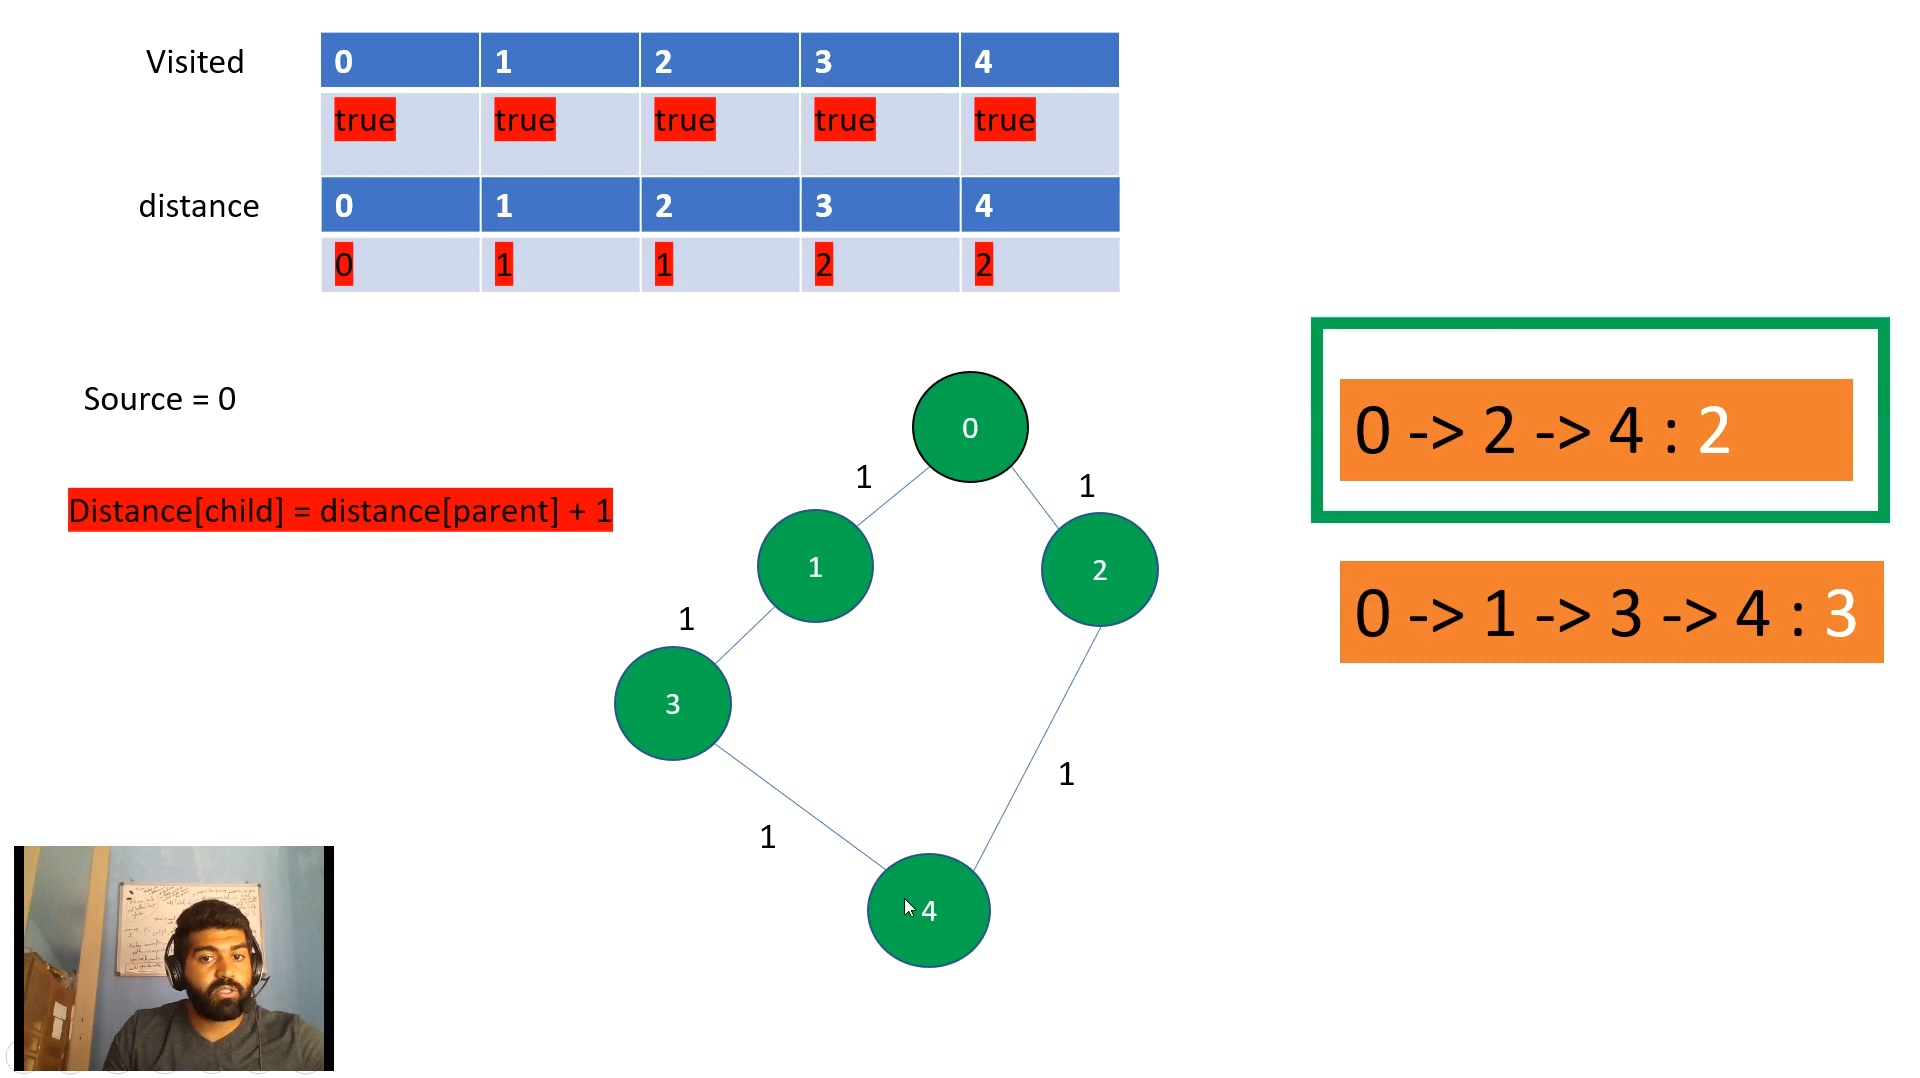 Visited
0 1 2 3 4
true true true true true
distance
0 1 2 3 4
0 1 1 2 2
Source = 0
Distance[child] = distance[parent] + 1
0
1 1
1 2
1
3
1
1
4
0 -> 2 -> 4 : 2
0 -> 1 -> 3 -> 4 : 3